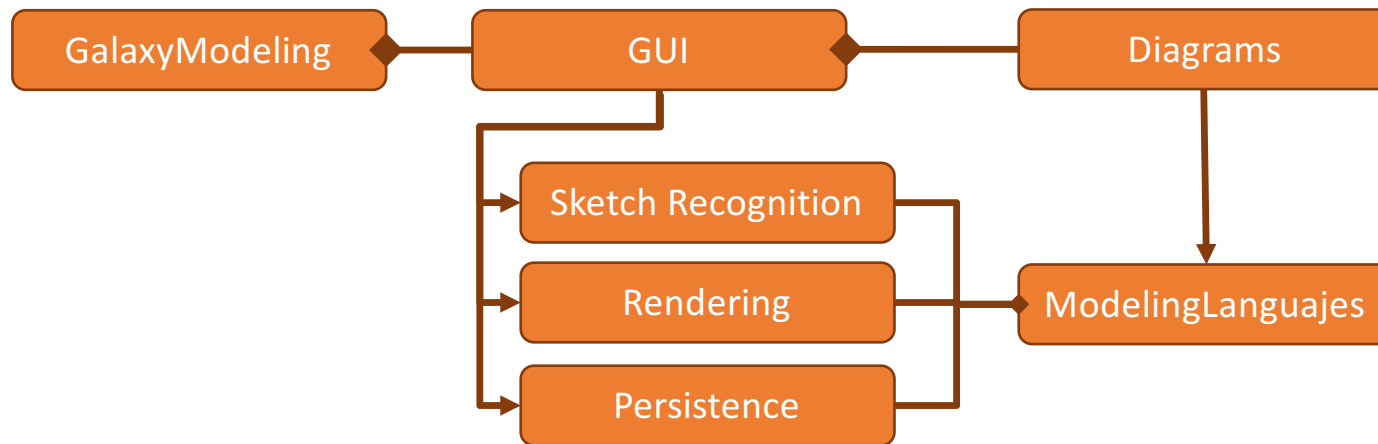 GalaxyModeling
GUI
Diagrams
Sketch Recognition
Rendering
ModelingLanguajes
Persistence